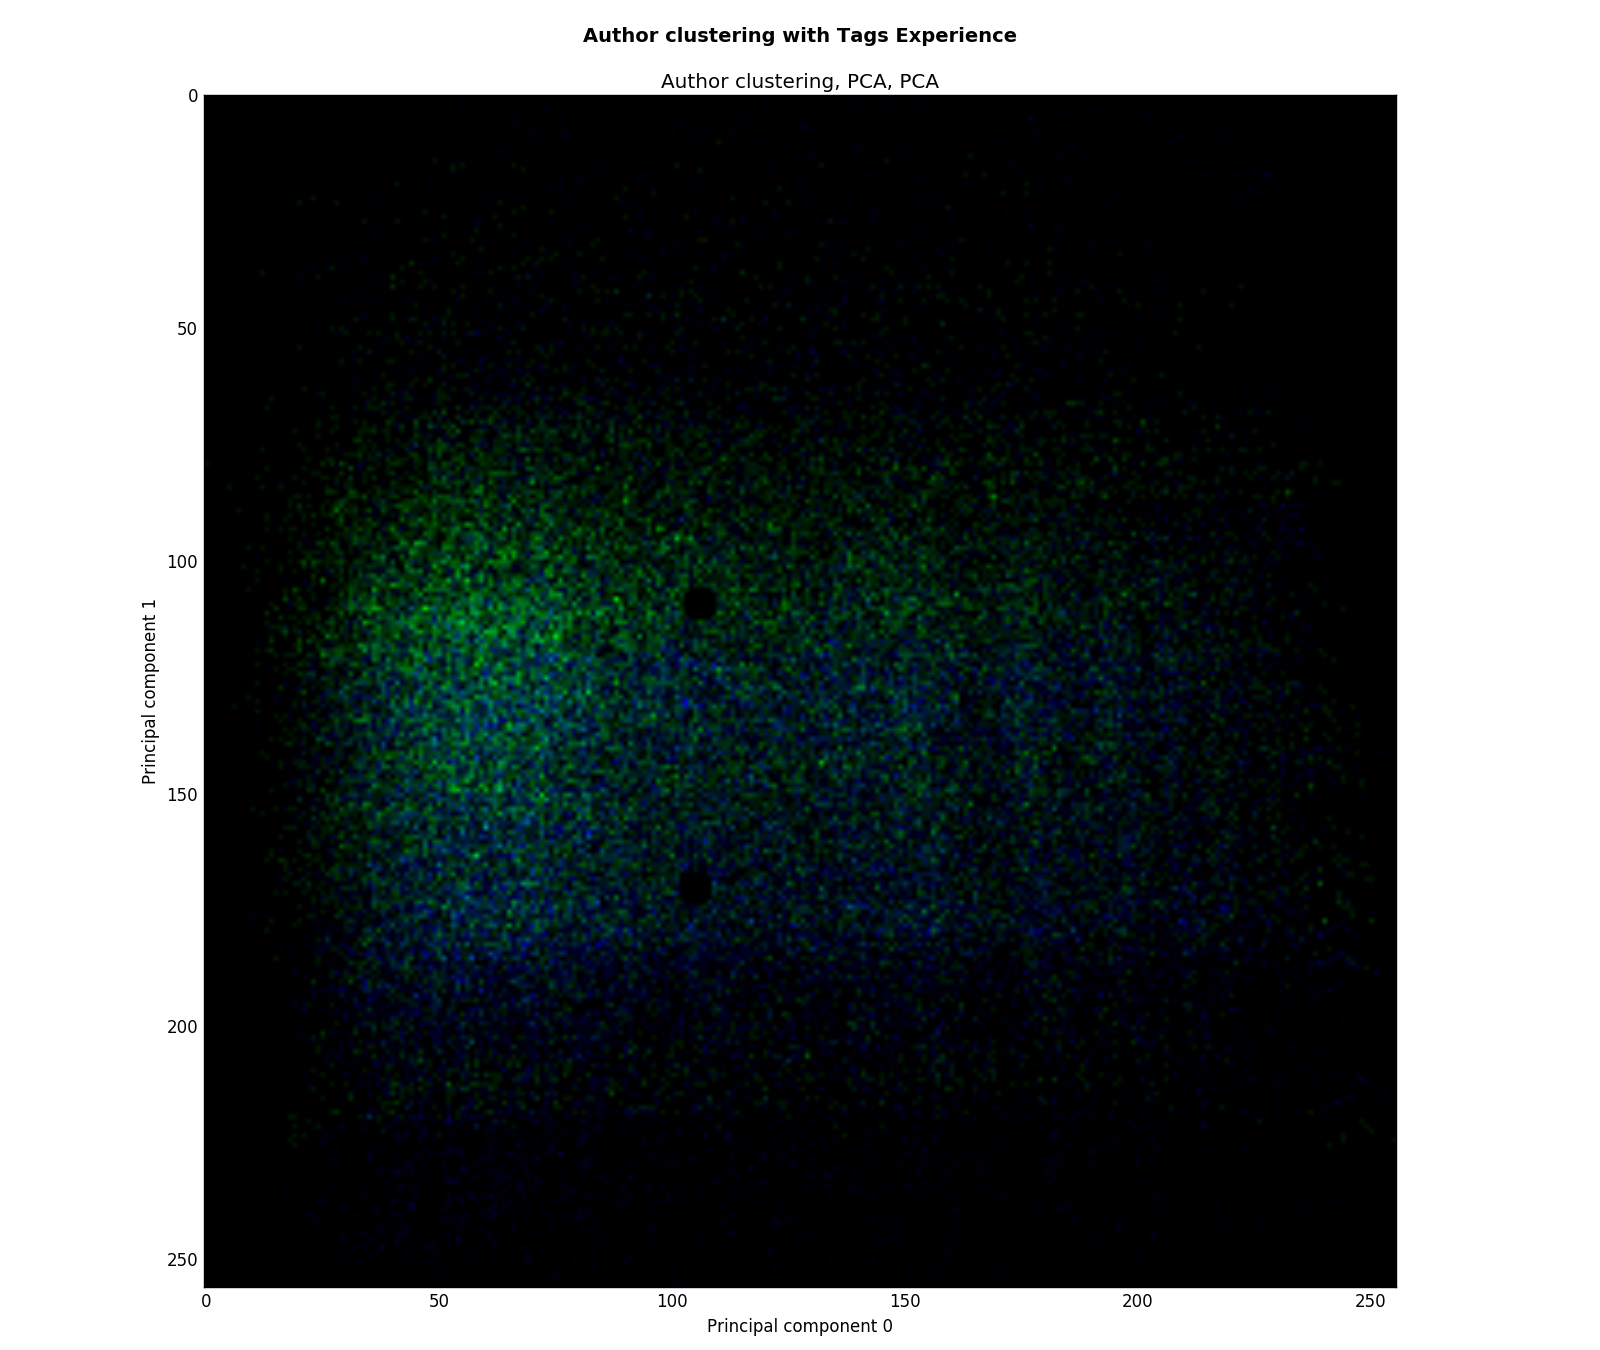 Author clustering with Tags Experience
Author clustering, PCA, PCA
0
50
100
150
200
250
Principal component 1
0 50 100 150 200 250
Principal component 0